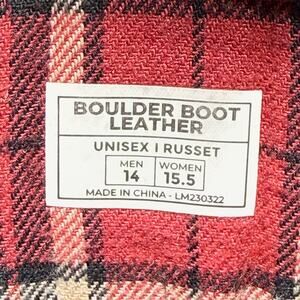 BOULDER BOOT
LEATHER
UNISEX | RUSSET
MEN WOMEN
14 15.5
MADE IN CHINA - LM230322